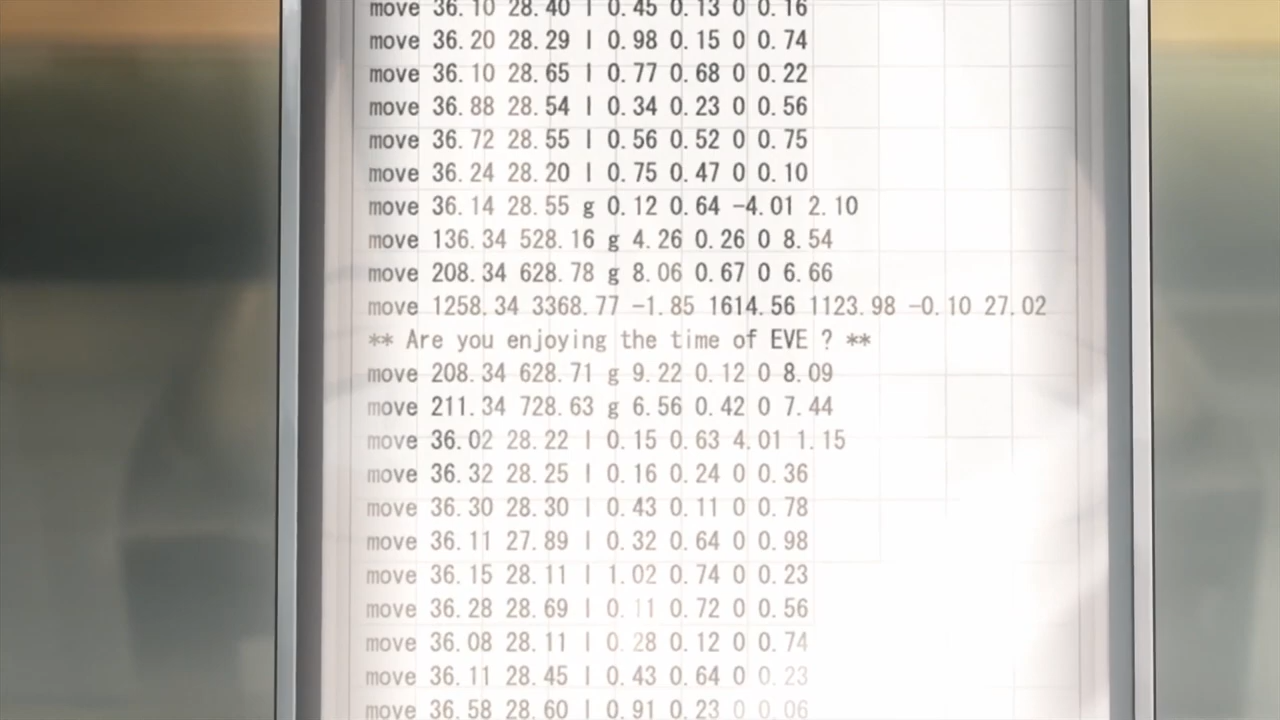 move 36.10 28.40 l 0.45 0.13 0 0.16
move 36.20 28.29 l 0.98 0.15 0 0.74
move 36.10 28.65 l 0.77 0.68 0 0.22
move 36.88 28.54 l 0.34 0.23 0 0.56
move 36.72 28.55 l 0.56 0.52 0 0.75
move 36.24 28.20 l 0.75 0.47 0 0.10
move 36.14 28.55 g 0.12 0.64 -4.01 2.10
move 136.34 528.16 g 4.26 0.26 0 8.54
move 208.34 628.78 g 8.06 0.67 0 6.66
move 1258.34 3368.77 -1.85 1614.56 1123.98 -0.10 27.02
** Are you enjoying the time of EVE ? **
move 208.34 628.71 g 9.22 0.12 0 8.09
move 211.34 728.63 g 6.56 0.42 0 7.44
move 36.02 28.22 l 0.15 0.63 4.01 1.15
move 36.32 28.25 l 0.16 0.24 0 0.36
move 36.30 28.30 l 0.43 0.11 0 0.78
move 36.11 27.89 l 0.32 0.64 0 0.98
move 36.15 28.11 l 1.02 0.74 0 0.23
move 36.28 28.69 l 0.11 0.72 0 0.56
move 36.08 28.11 l 0.28 0.12 0 0.74
move 36.11 28.45 l 0.43 0.64 0 0.23
move 36.58 28.60 l 0.91 0.23 0 0.06